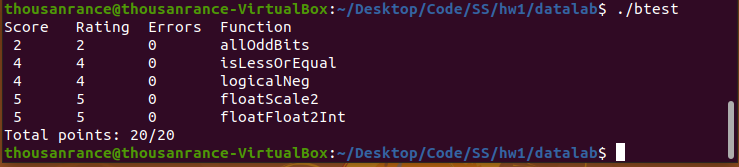 thousanrance@thousanrance-VirtualBox:~/Desktop/Code/SS/hw1/datalab$ ./btest
Score Rating Errors Function
2 2 0 allOddBits
4 4 0 isLessOrEqual
4 4 0 logicalNeg
5 5 0 floatScale2
5 5 0 floatFloat2Int
Total points: 20/20
thousanrance@thousanrance-VirtualBox:~/Desktop/Code/SS/hw1/datalab$